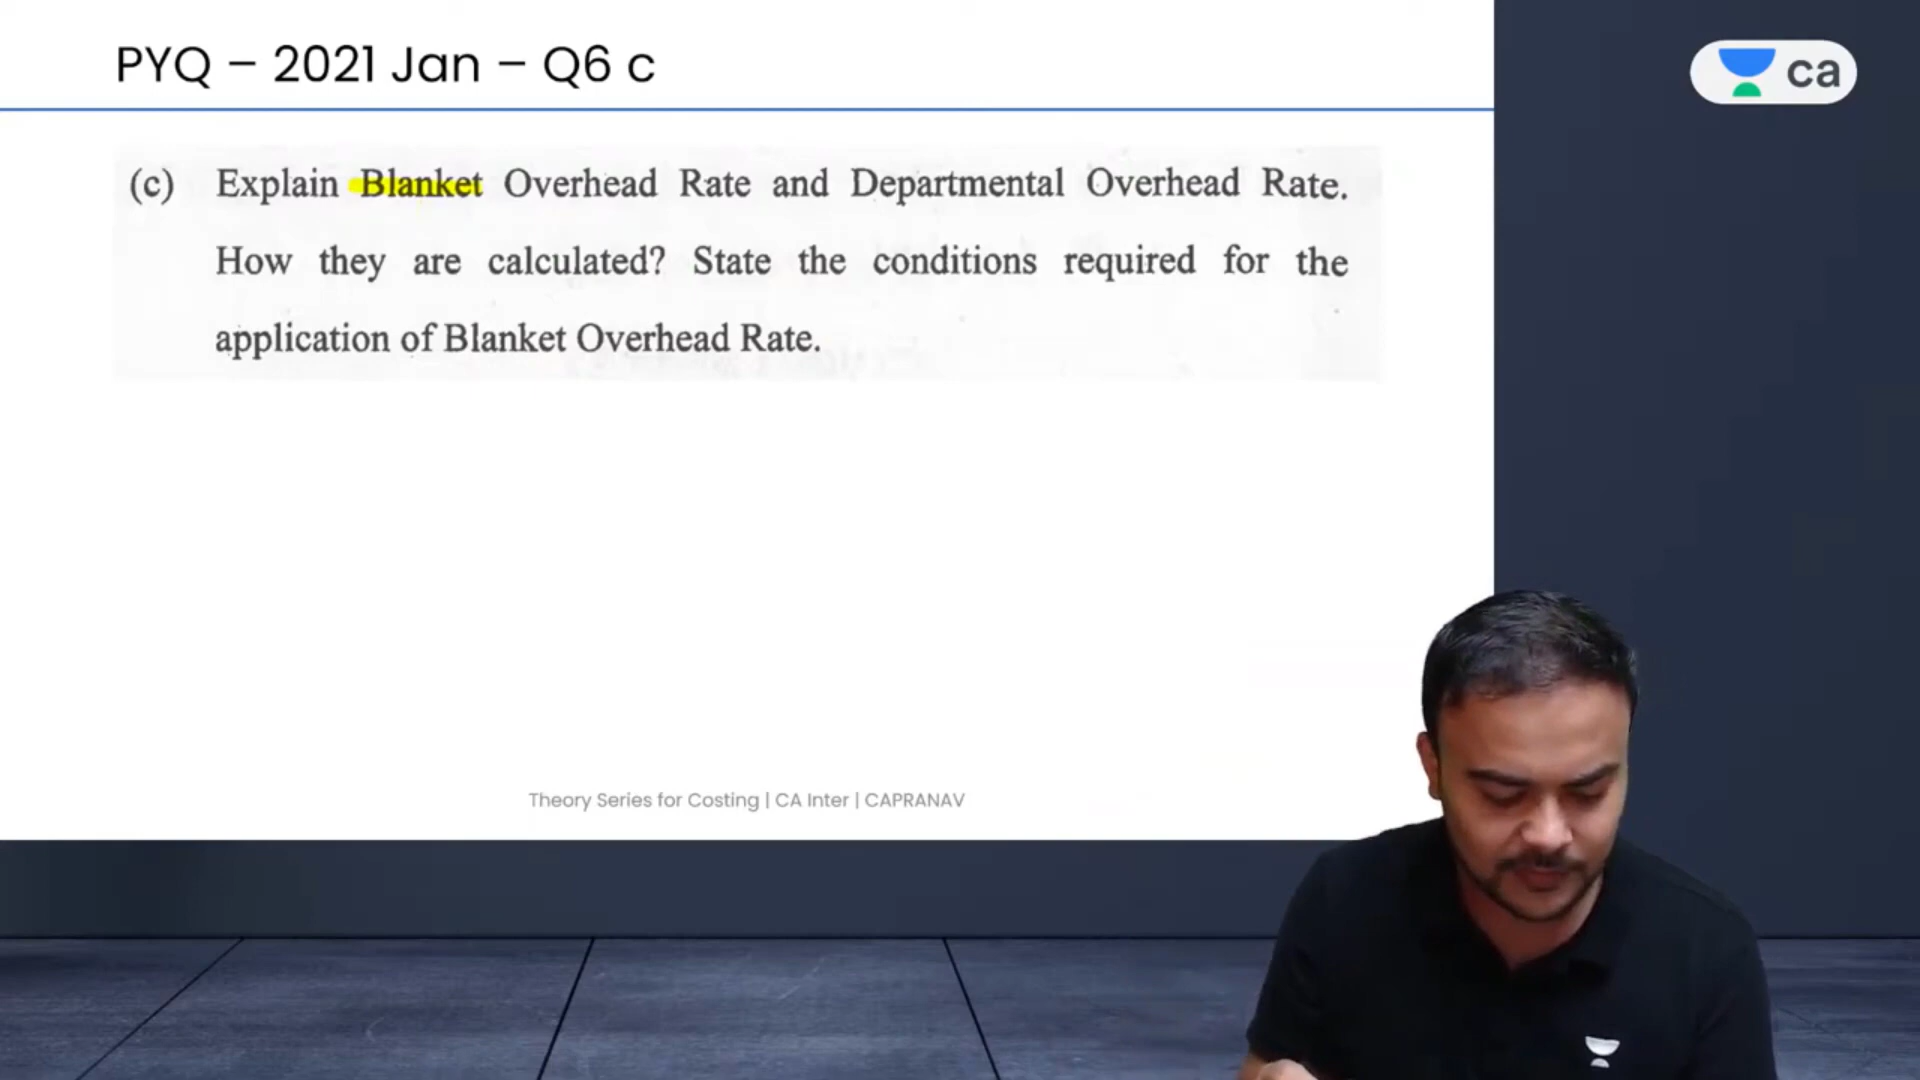 PYQ – 2021 Jan – Q6 c
ca
(c) Explain Blanket Overhead Rate and Departmental Overhead Rate.
How they are calculated? State the conditions required for the
application of Blanket Overhead Rate.
Theory Series for Costing | CA Inter | CAPRANAV